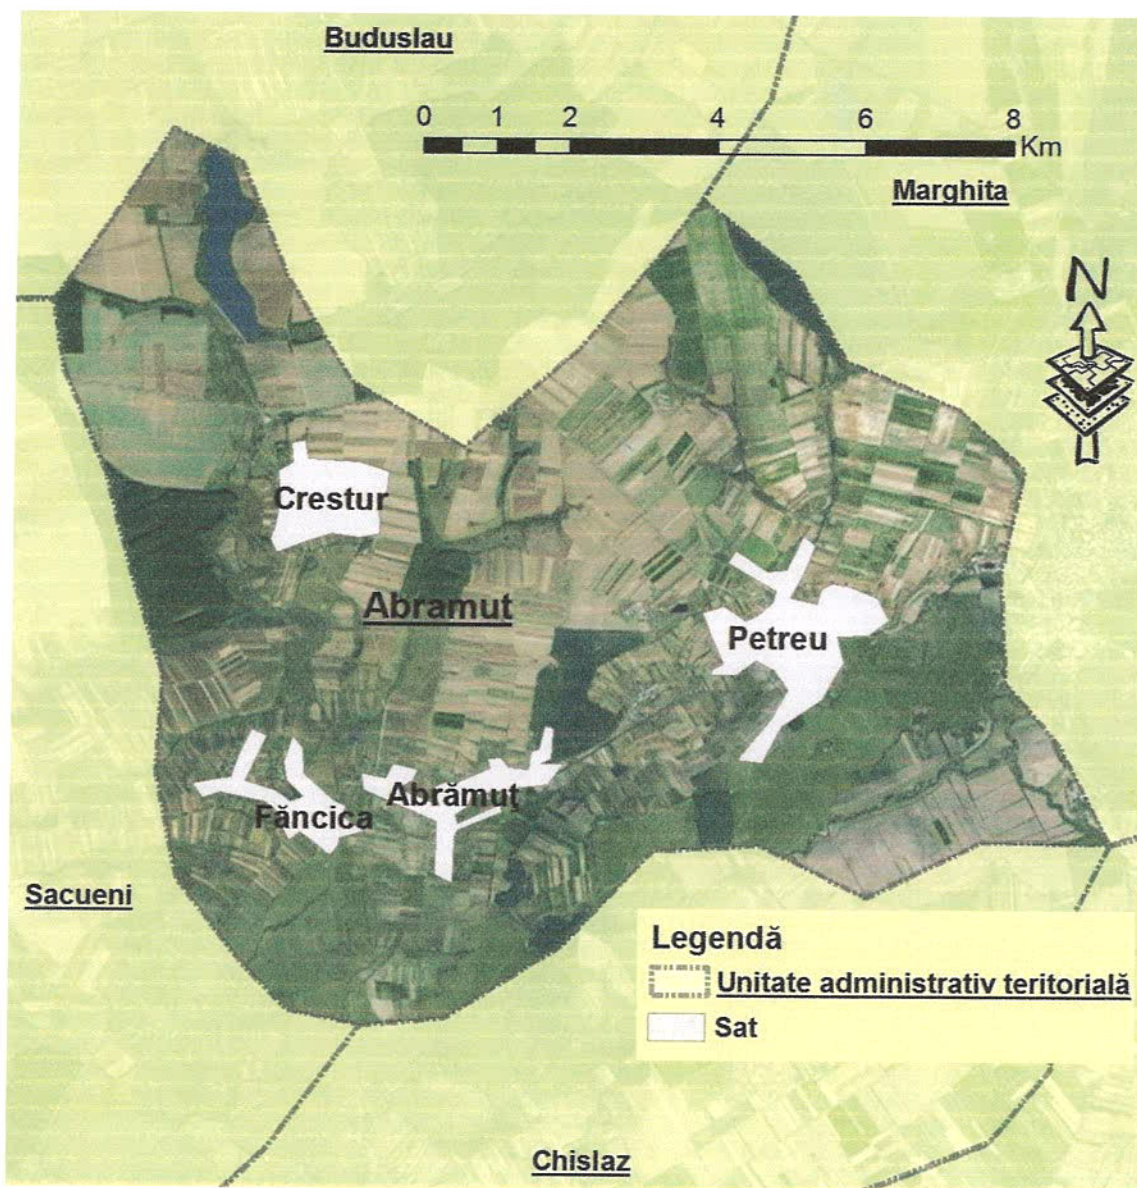 Buduslau
0 1 2 4 6 8
Km
Marghita
N
Crestur
Abramuț
Petreu
Abrămuț
Făncica
Sacueni
Legendă
Unitate administrativ teritorială
Sat
Chislaz